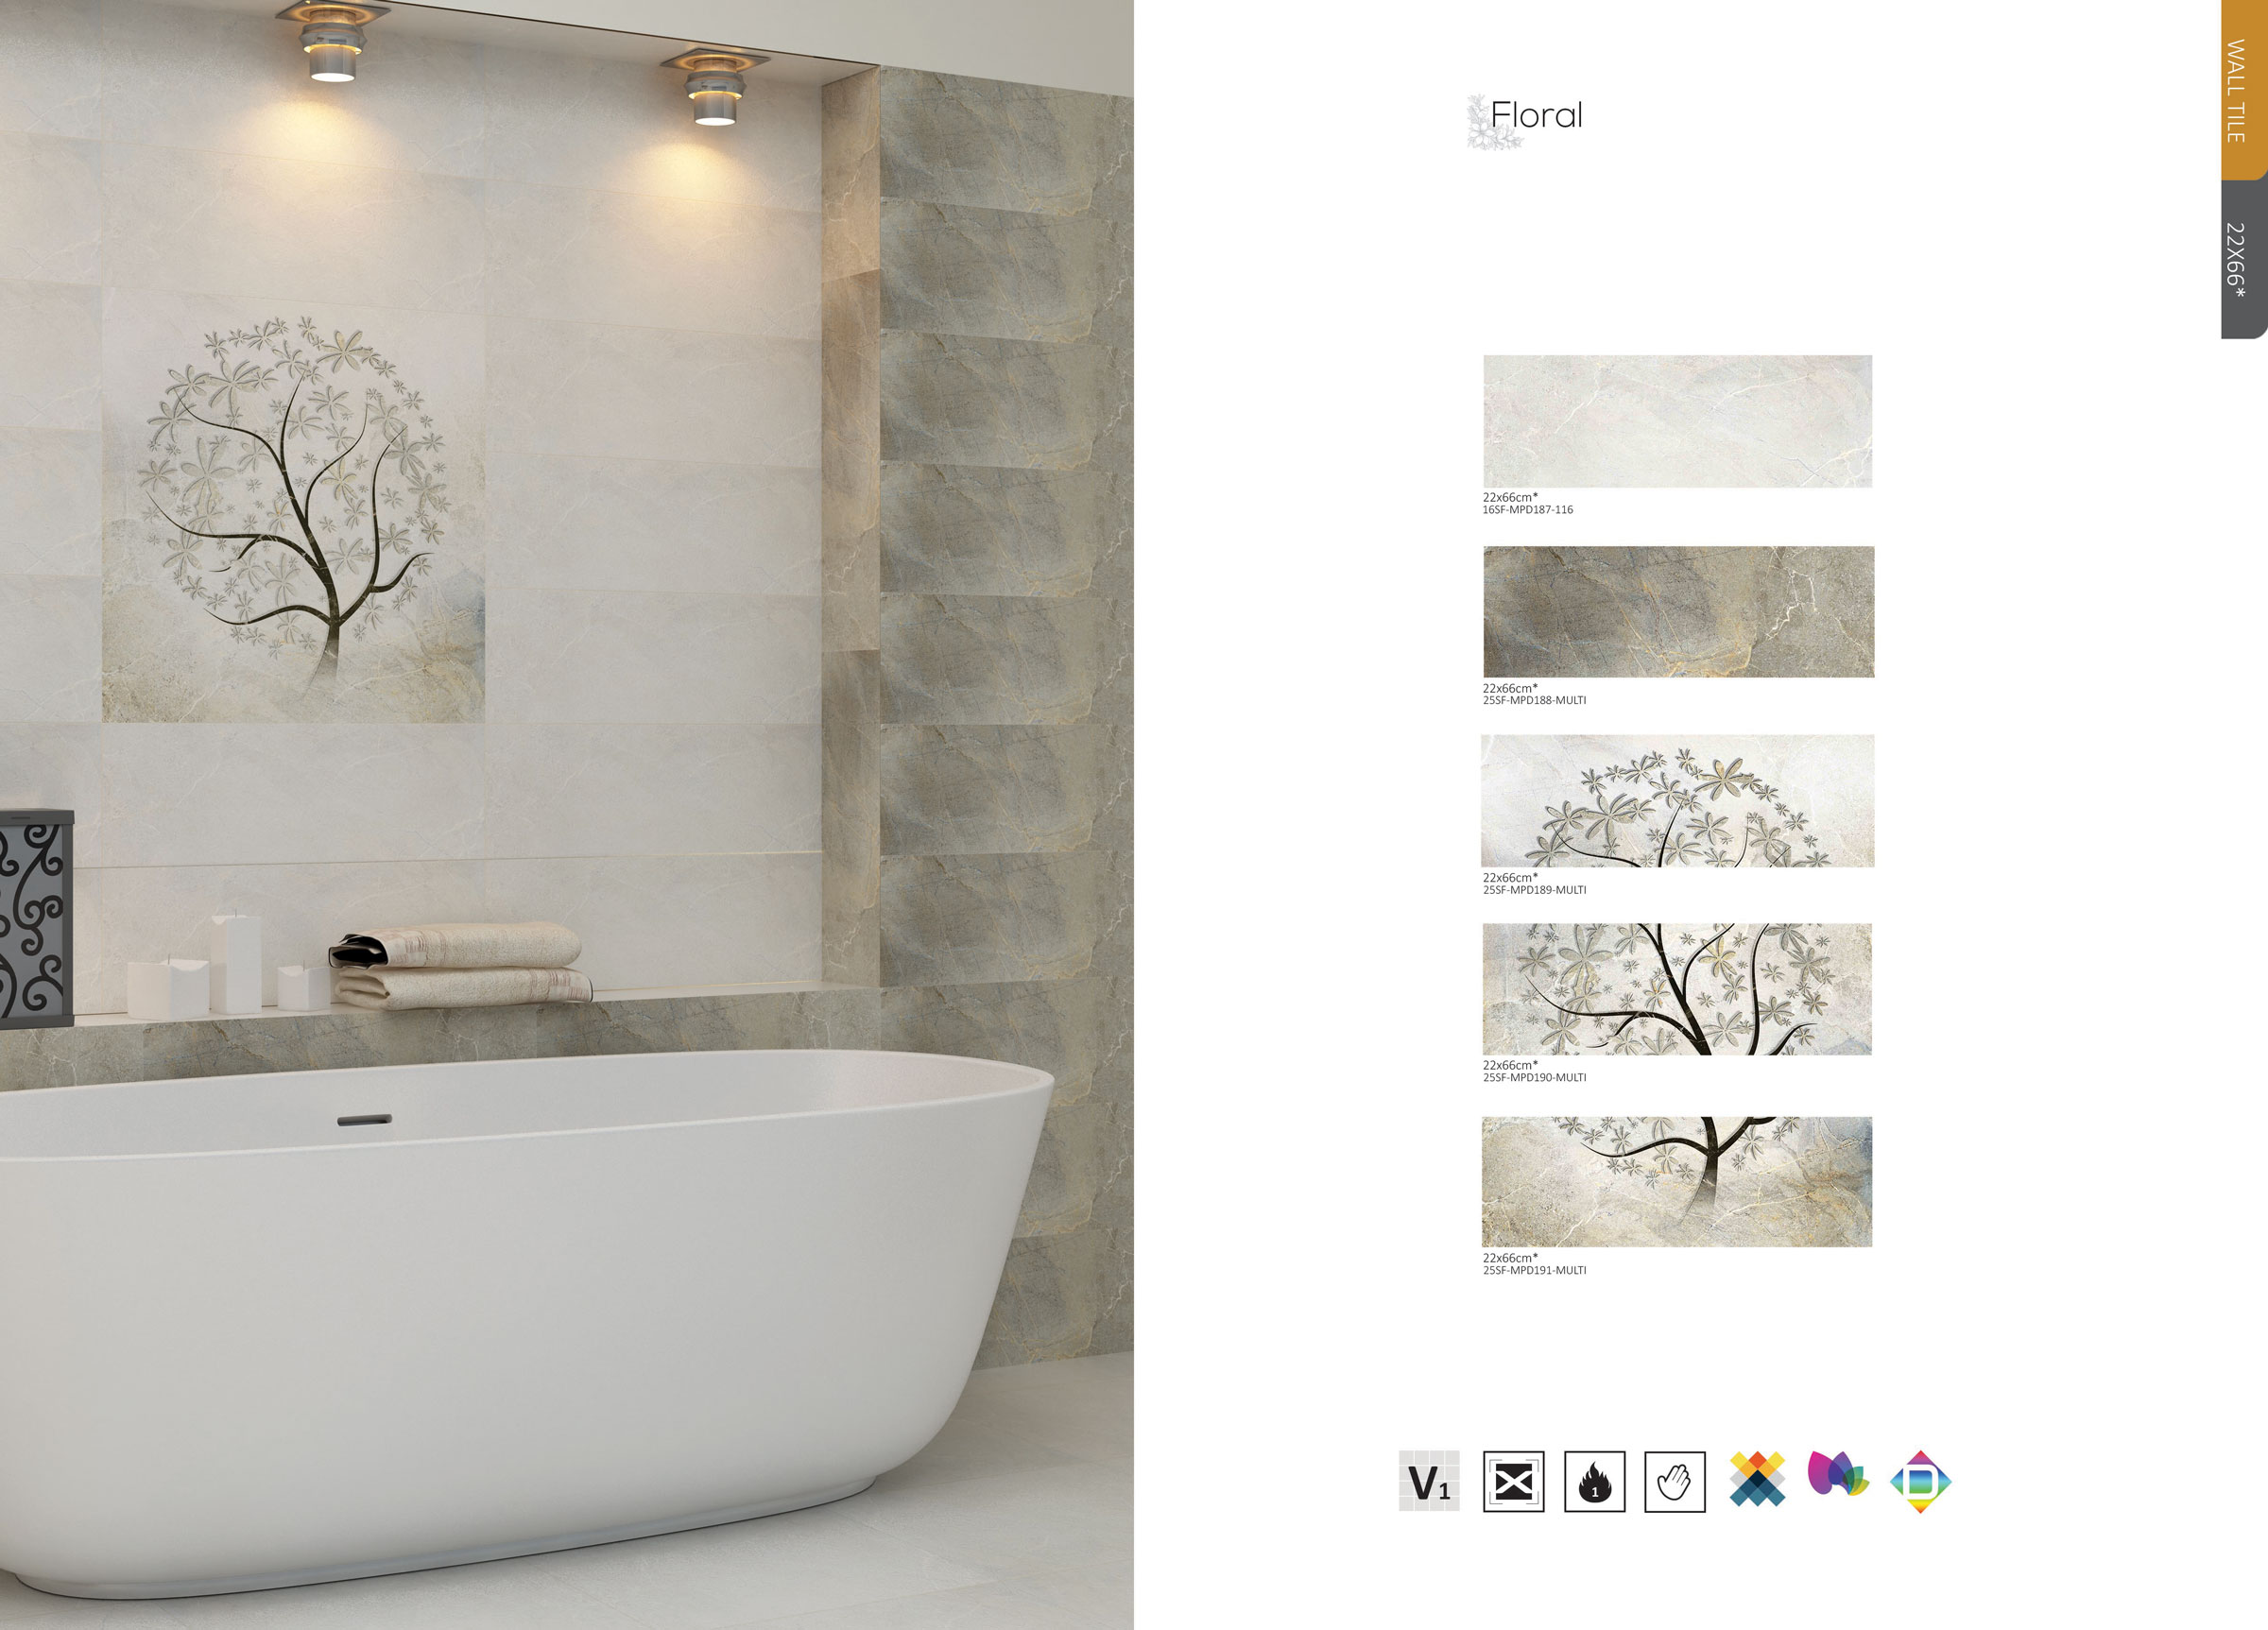 Floral
WALL TILE
22X66*
22x66cm*
16SF-MPD187-116
22x66cm*
25SF-MPD188-MULTI
22x66cm*
25SF-MPD189-MULTI
22x66cm*
25SF-MPD190-MULTI
22x66cm*
25SF-MPD191-MULTI
V1
1
D